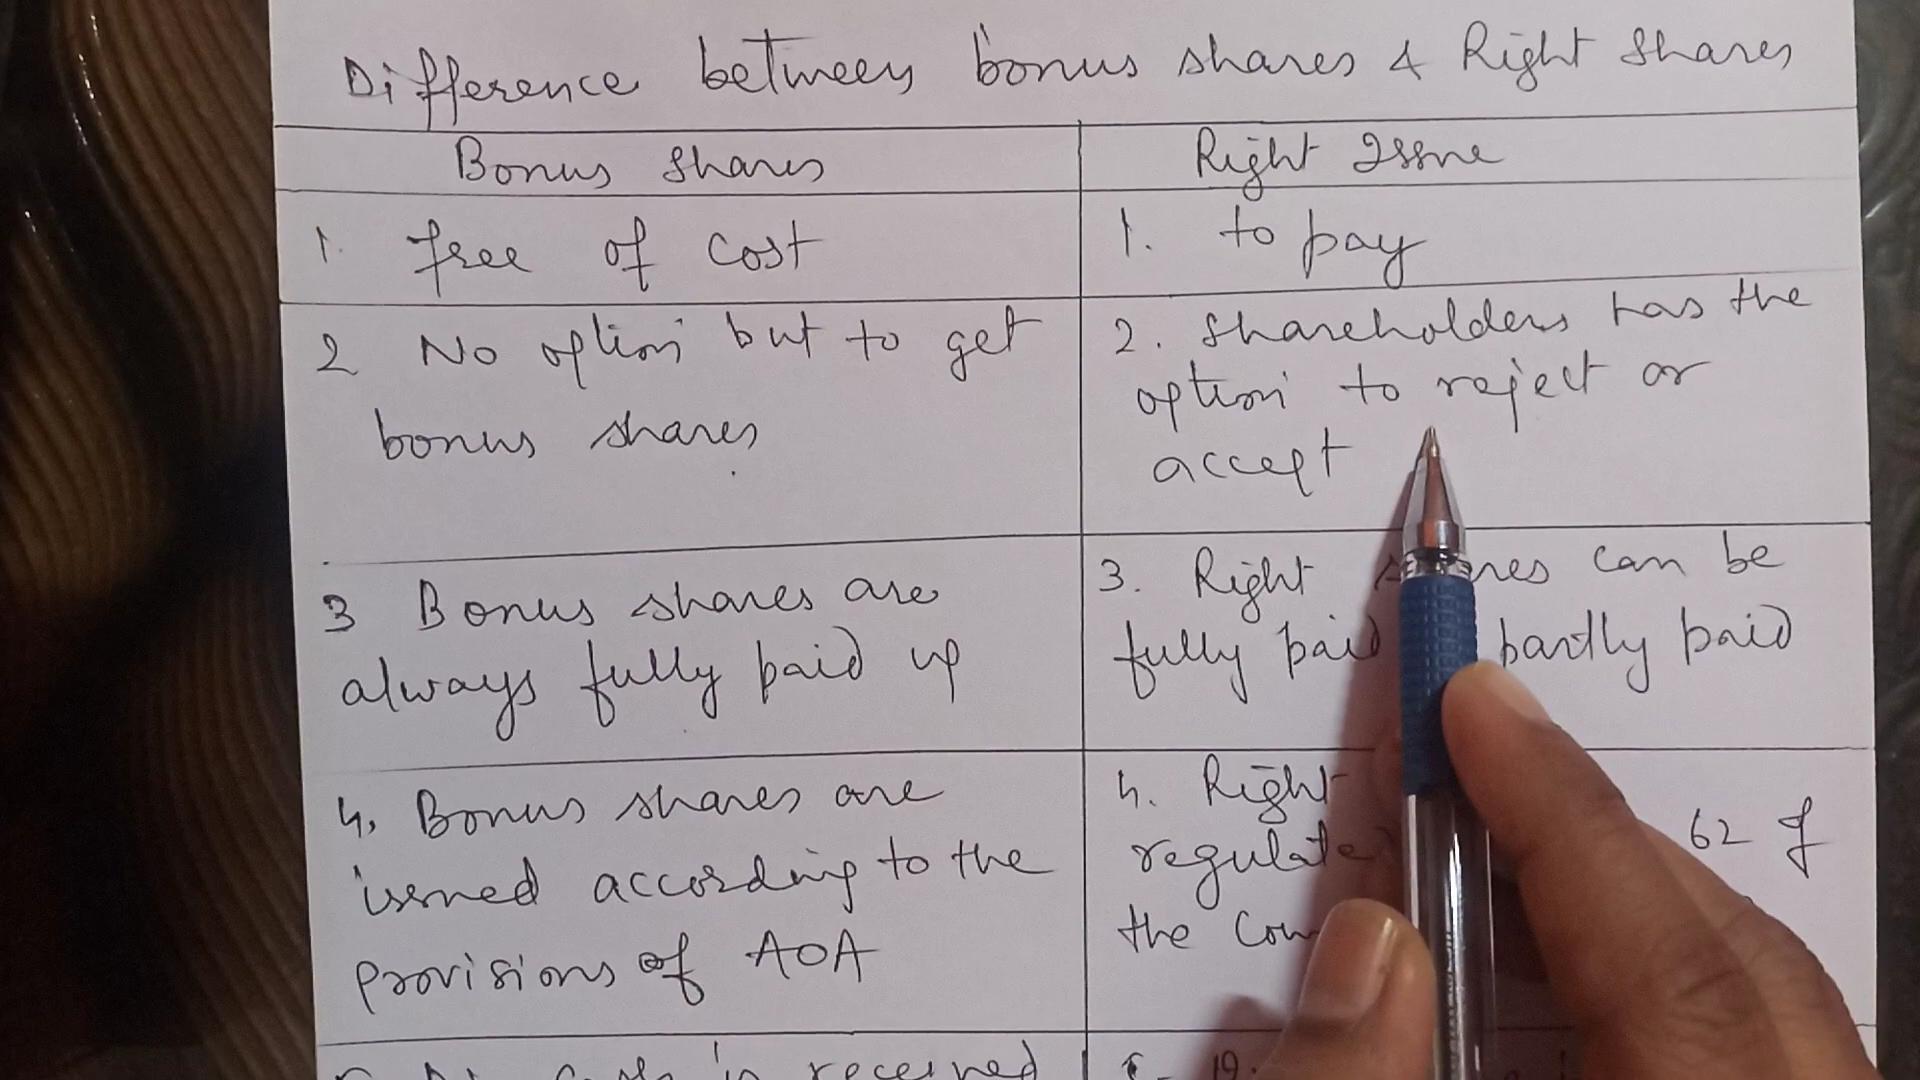 Difference between bonus shares & Right Shares
Bonus Shares
Right Issue
1. free of cost
1. to pay
2 No option but to get
bonus shares
2. Shareholders has the
option to reject or
accept
3 Bonus shares are
always fully paid up
3. Right can be
fully paid partly paid
4. Bonus shares are
issued according to the
provisions of AOA
4. Right
62 of
the
cash is received